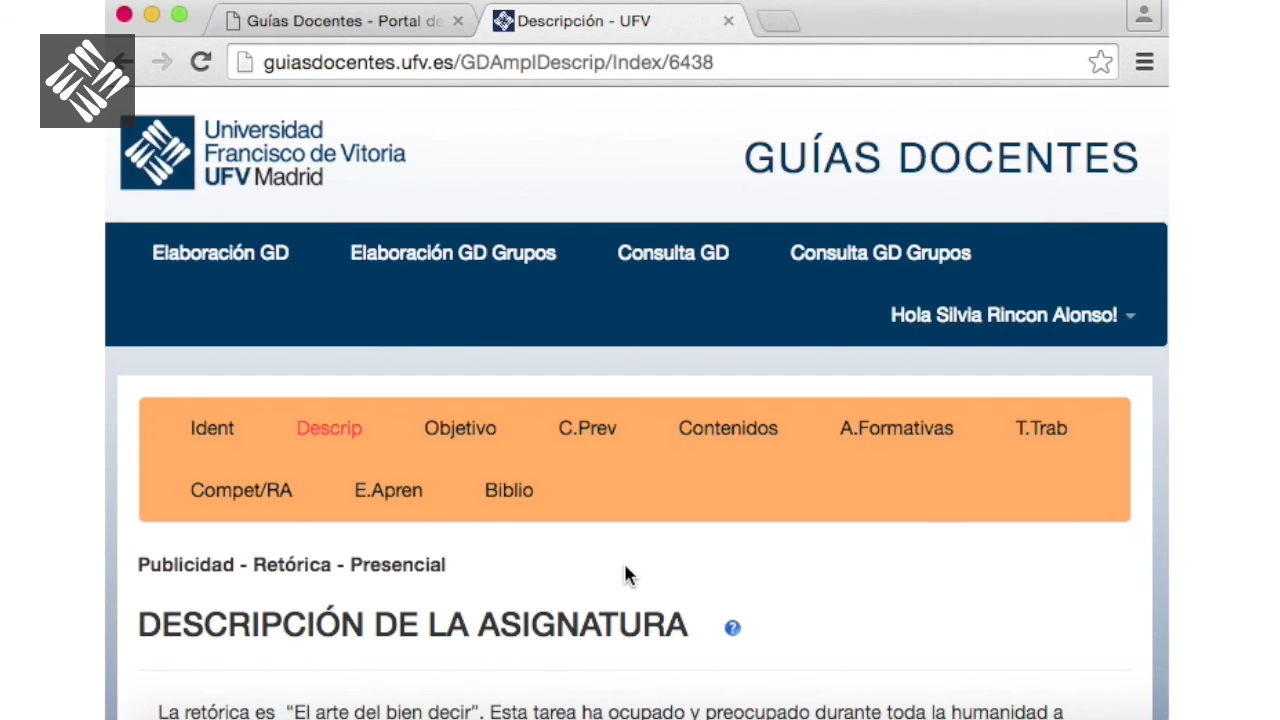 Guías Docentes - Portal de
Descripción - UFV
guiasdocentes.ufv.es/GDAmplDescrip/Index/6438
Universidad
Francisco de Vitoria
UFV Madrid
GUÍAS DOCENTES
Elaboración GD Elaboración GD Grupos Consulta GD Consulta GD Grupos
Hola Silvia Rincon Alonso!
Ident Descrip Objetivo C.Prev Contenidos A.Formativas T.Trab
Compet/RA E.Apren Biblio
Publicidad - Retórica - Presencial
DESCRIPCIÓN DE LA ASIGNATURA ?
La retórica es “El arte del bien decir”. Esta tarea ha ocupado y preocupado durante toda la humanidad a